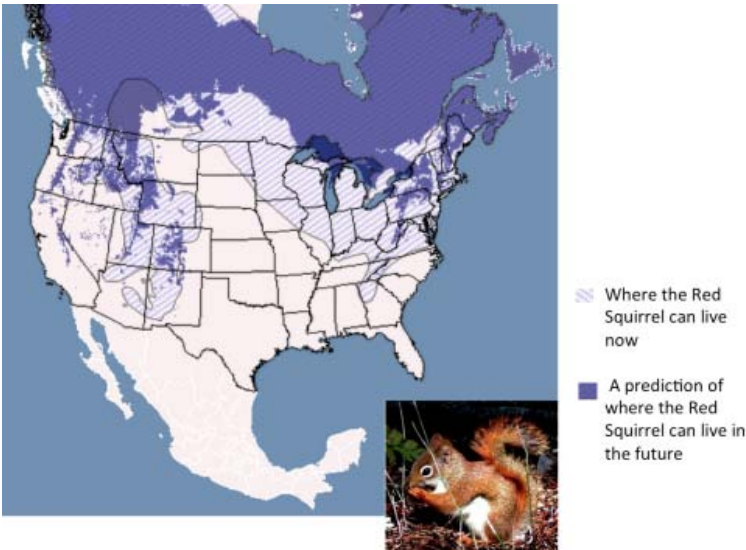 Where the Red
Squirrel can live
now
A prediction of
where the Red
Squirrel can live in
the future